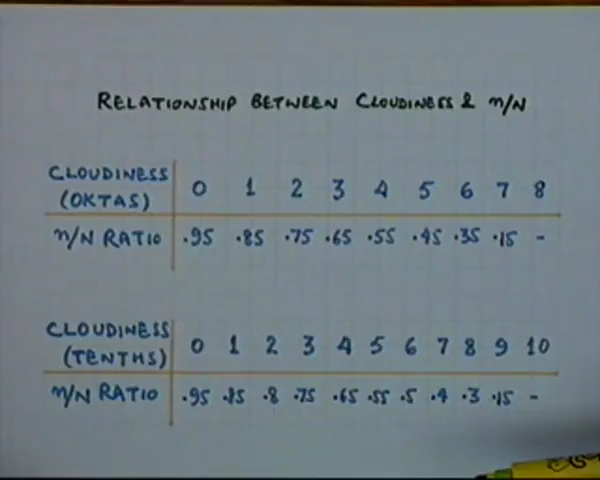 RELATIONSHIP BETWEEN CLOUDINESS & n/N
CLOUDINESS (OKTAS) 0 1 2 3 4 5 6 7 8
n/N RATIO .95 .85 .75 .65 .55 .45 .35 .15 -
CLOUDINESS (TENTHS) 0 1 2 3 4 5 6 7 8 9 10
n/N RATIO .95 .85 .8 .75 .65 .55 .5 .4 .3 .15 -